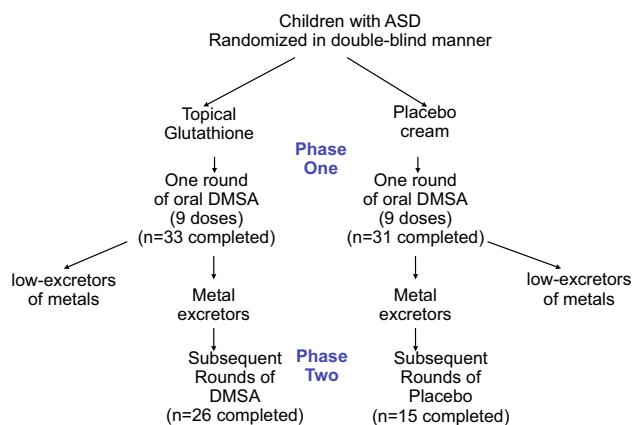 Children with ASD
Randomized in double-blind manner
Topical
Glutathione
Placebo
cream
Phase
One
One round
of oral DMSA
(9 doses)
(n=33 completed)
One round
of oral DMSA
(9 doses)
(n=31 completed)
low-excretors
of metals
Metal
excretors
Metal
excretors
low-excretors
of metals
Phase
Two
Subsequent
Rounds of
DMSA
(n=26 completed)
Subsequent
Rounds of
Placebo
(n=15 completed)